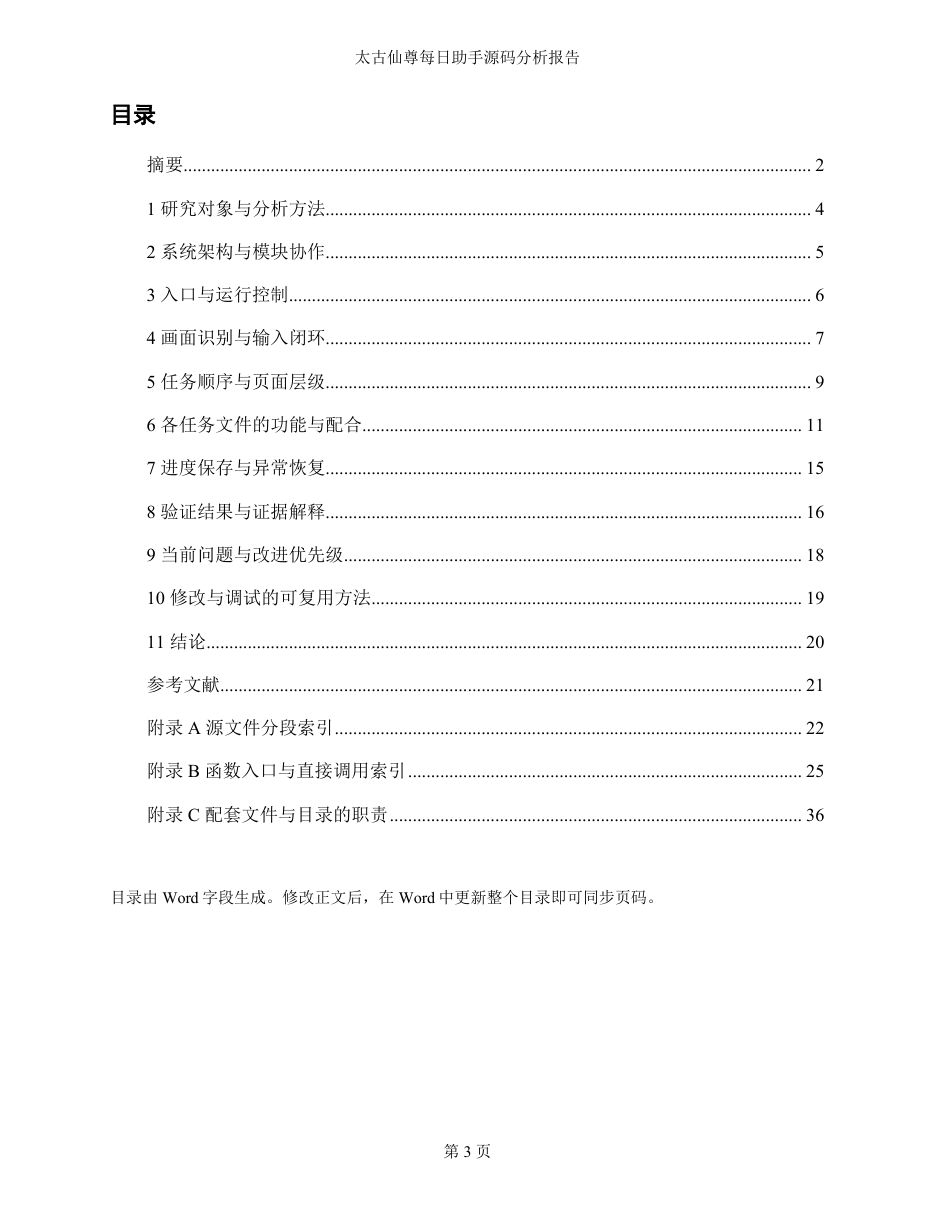 太古仙尊每日助手源码分析报告
目录
摘要........ 2
1 研究对象与分析方法........ 4
2 系统架构与模块协作........ 5
3 入口与运行控制........ 6
4 画面识别与输入闭环........ 7
5 任务顺序与页面层级........ 9
6 各任务文件的功能与配合........ 11
7 进度保存与异常恢复........ 15
8 验证结果与证据解释........ 16
9 当前问题与改进优先级........ 18
10 修改与调试的可复用方法........ 19
11 结论........ 20
参考文献........ 21
附录 A 源文件分段索引........ 22
附录 B 函数入口与直接调用索引........ 25
附录 C 配套文件与目录的职责........ 36
目录由 Word 字段生成。修改正文后，在 Word 中更新整个目录即可同步页码。
第 3 页